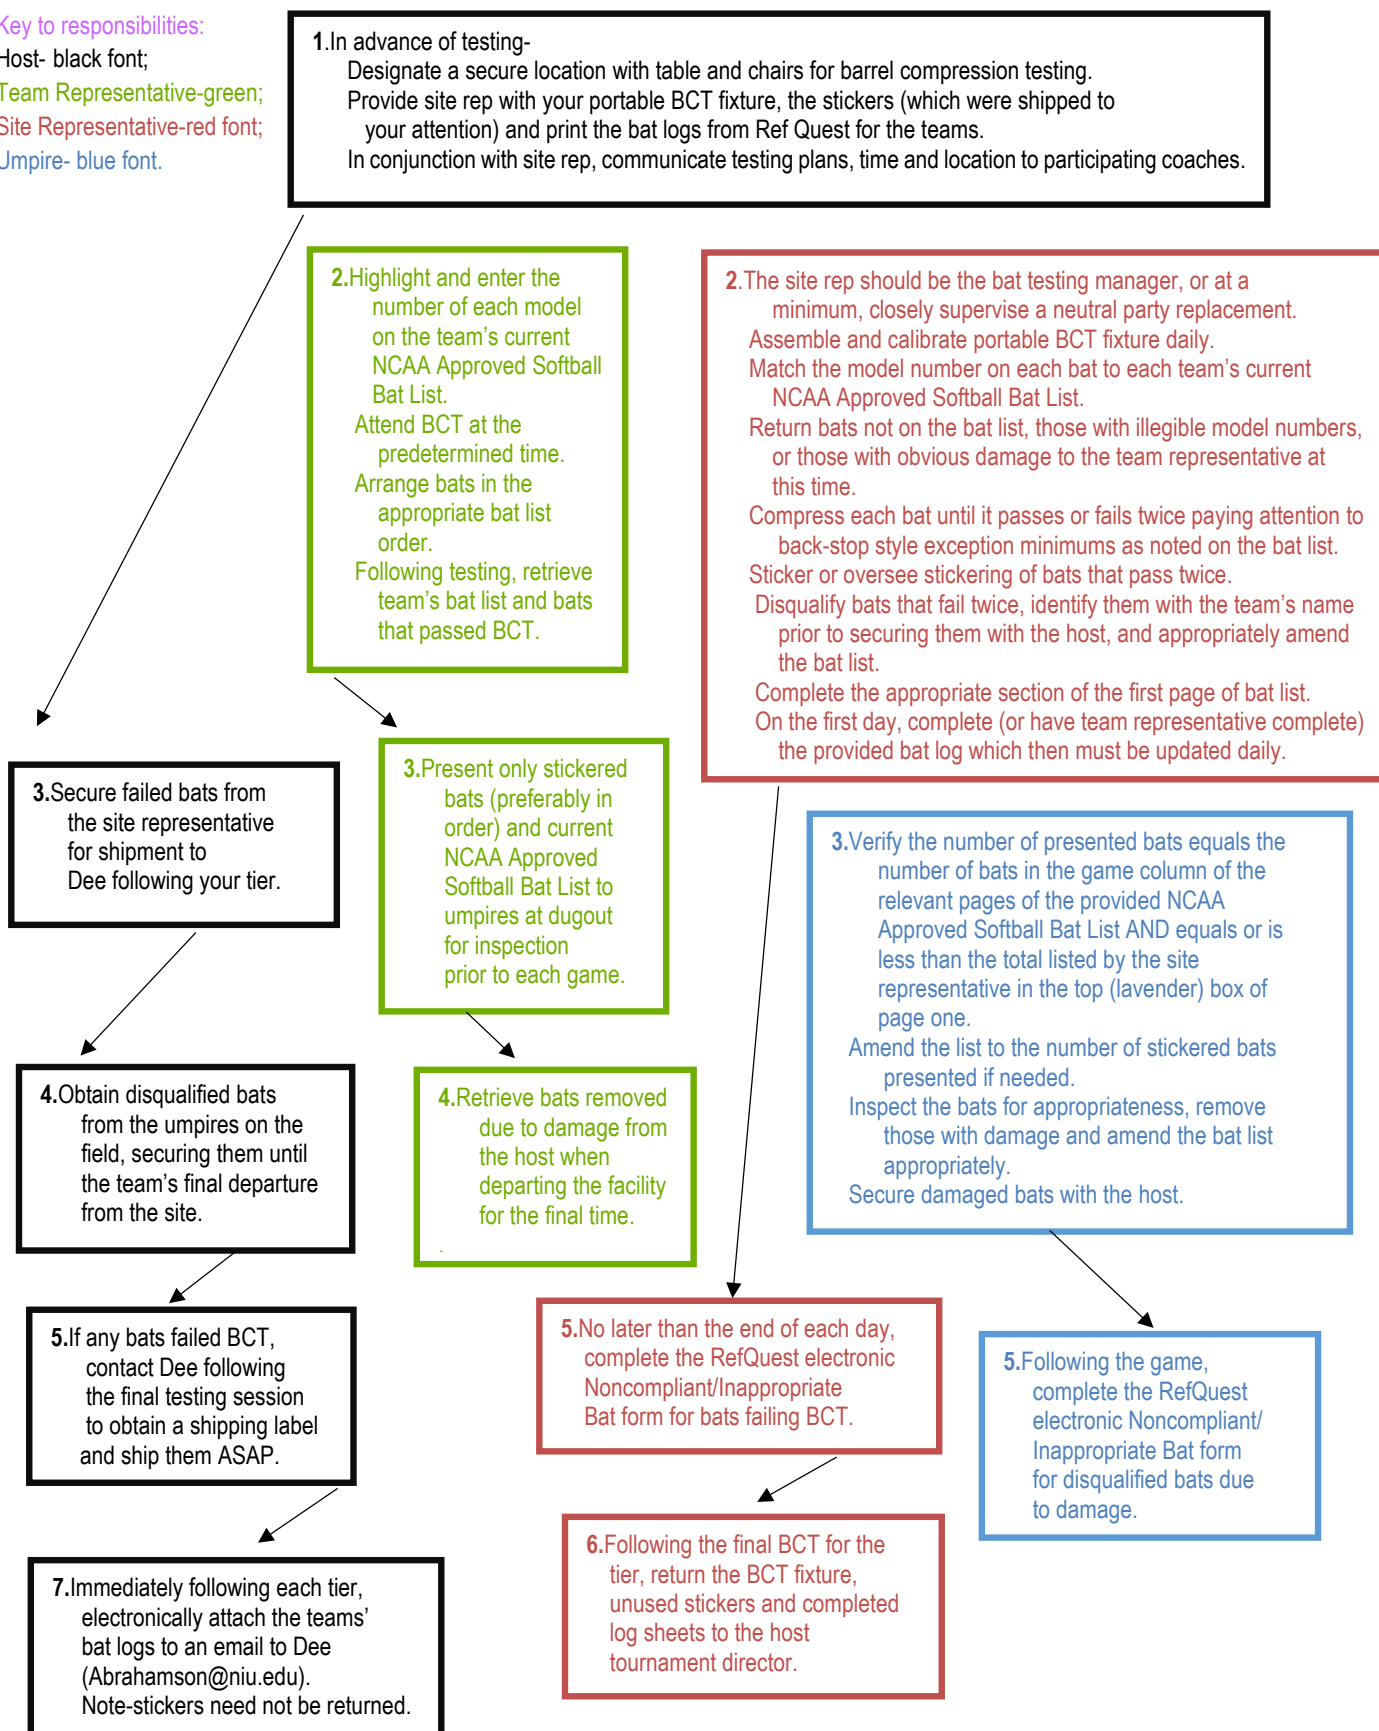 Key to responsibilities:
Host- black font;
Team Representative-green;
Site Representative-red font;
Umpire- blue font.
1.In advance of testing-
Designate a secure location with table and chairs for barrel compression testing.
Provide site rep with your portable BCT fixture, the stickers (which were shipped to
your attention) and print the bat logs from Ref Quest for the teams.
In conjunction with site rep, communicate testing plans, time and location to participating coaches.
2.Highlight and enter the
number of each model
on the team's current
NCAA Approved Softball
Bat List.
Attend BCT at the
predetermined time.
Arrange bats in the
appropriate bat list
order.
Following testing, retrieve
team's bat list and bats
that passed BCT.
2.The site rep should be the bat testing manager, or at a
minimum, closely supervise a neutral party replacement.
Assemble and calibrate portable BCT fixture daily.
Match the model number on each bat to each team's current
NCAA Approved Softball Bat List.
Return bats not on the bat list, those with illegible model numbers,
or those with obvious damage to the team representative at
this time.
Compress each bat until it passes or fails twice paying attention to
back-stop style exception minimums as noted on the bat list.
Sticker or oversee stickering of bats that pass twice.
Disqualify bats that fail twice, identify them with the team's name
prior to securing them with the host, and appropriately amend
the bat list.
Complete the appropriate section of the first page of bat list.
On the first day, complete (or have team representative complete)
the provided bat log which then must be updated daily.
3.Secure failed bats from
the site representative
for shipment to
Dee following your tier.
3.Present only stickered
bats (preferably in
order) and current
NCAA Approved
Softball Bat List to
umpires at dugout
for inspection
prior to each game.
3.Verify the number of presented bats equals the
number of bats in the game column of the
relevant pages of the provided NCAA
Approved Softball Bat List AND equals or is
less than the total listed by the site
representative in the top (lavender) box of
page one.
Amend the list to the number of stickered bats
presented if needed.
Inspect the bats for appropriateness, remove
those with damage and amend the bat list
appropriately.
Secure damaged bats with the host.
4.Obtain disqualified bats
from the umpires on the
field, securing them until
the team's final departure
from the site.
4.Retrieve bats removed
due to damage from
the host when
departing the facility
for the final time.
.
5.If any bats failed BCT,
contact Dee following
the final testing session
to obtain a shipping label
and ship them ASAP.
5.No later than the end of each day,
complete the RefQuest electronic
Noncompliant/Inappropriate
Bat form for bats failing BCT.
5.Following the game,
complete the RefQuest
electronic Noncompliant/
Inappropriate Bat form
for disqualified bats due
to damage.
6.Following the final BCT for the
tier, return the BCT fixture,
unused stickers and completed
log sheets to the host
tournament director.
7.Immediately following each tier,
electronically attach the teams'
bat logs to an email to Dee
(Abrahamson@niu.edu).
Note-stickers need not be returned.